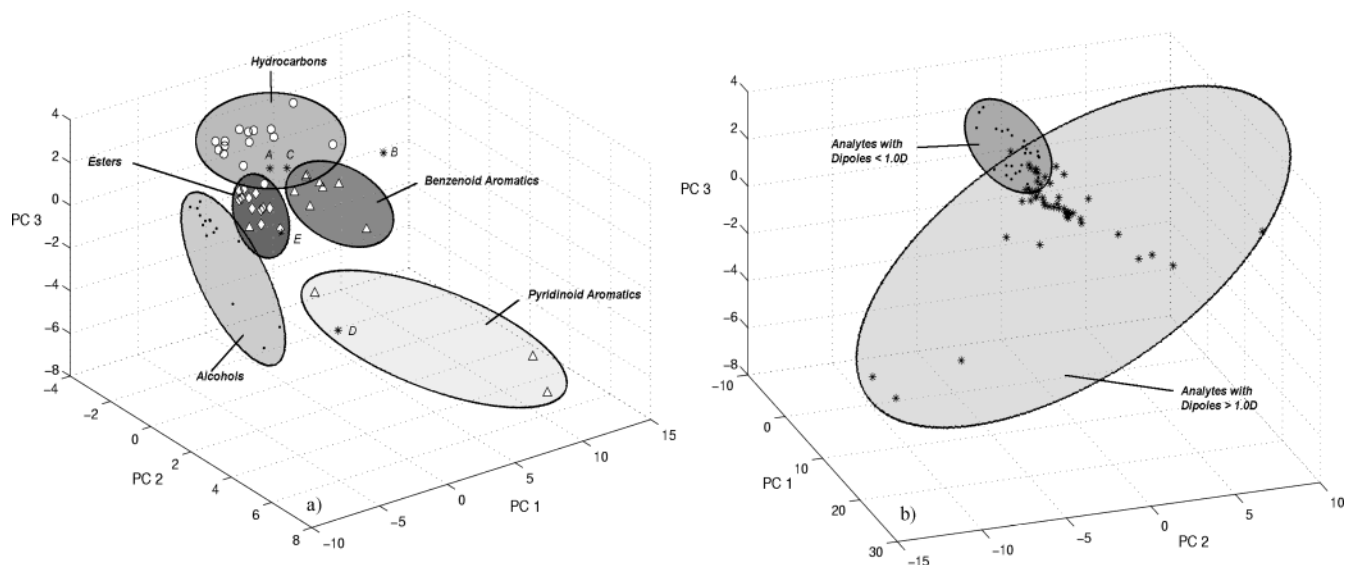 Hydrocarbons
Esters
A
C
B
Benzenoid Aromatics
E
Pyridinoid Aromatics
D
Alcohols
4
2
0
−2
−4
−6
−8
PC 3
−4
−2
0
2
4
6
8
PC 2
−10
−5
0
5
10
15
PC 1
a)
Analytes with
Dipoles < 1.0D
Analytes with
Dipoles > 1.0D
4
2
0
−2
−4
−6
−8
PC 3
−10
0
10
20
30
PC 1
−15
−10
−5
0
5
10
PC 2
b)